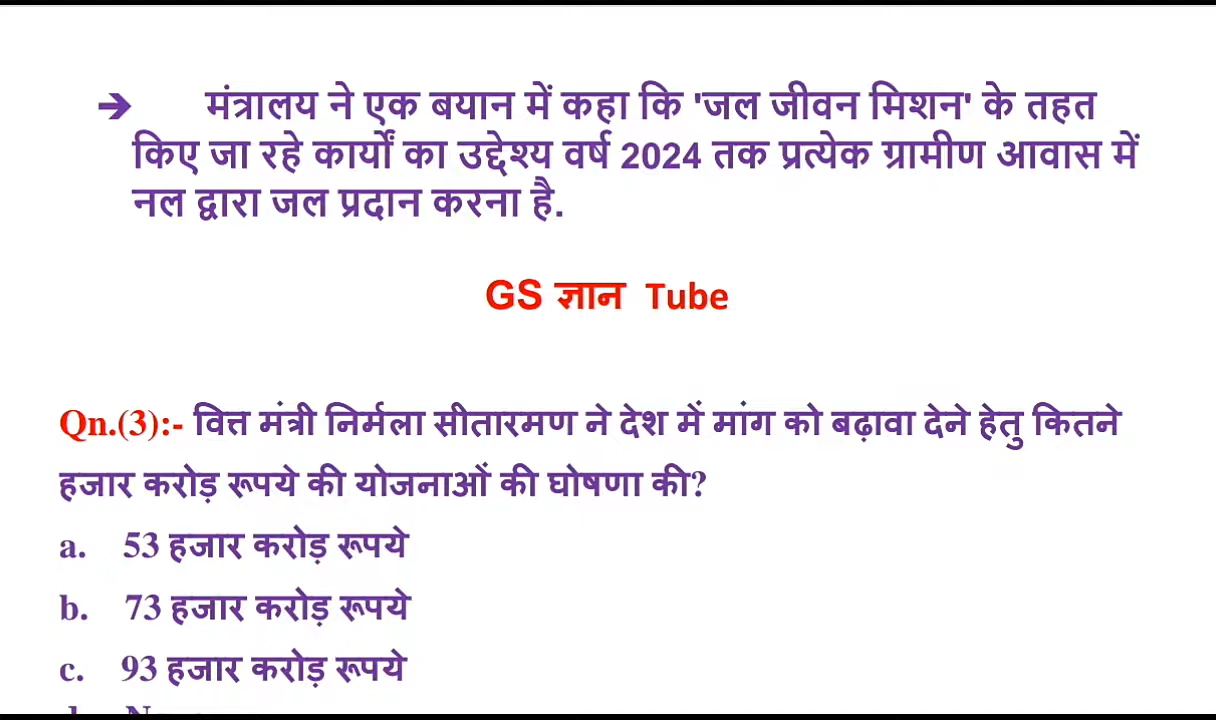 → मंत्रालय ने एक बयान में कहा कि 'जल जीवन मिशन' के तहत
किए जा रहे कार्यों का उद्देश्य वर्ष 2024 तक प्रत्येक ग्रामीण आवास में
नल द्वारा जल प्रदान करना है.
GS ज्ञान Tube
Qn.(3):- वित्त मंत्री निर्मला सीतारमण ने देश में मांग को बढ़ावा देने हेतु कितने
हजार करोड़ रूपये की योजनाओं की घोषणा की?
a. 53 हजार करोड़ रूपये
b. 73 हजार करोड़ रूपये
c. 93 हजार करोड़ रूपये